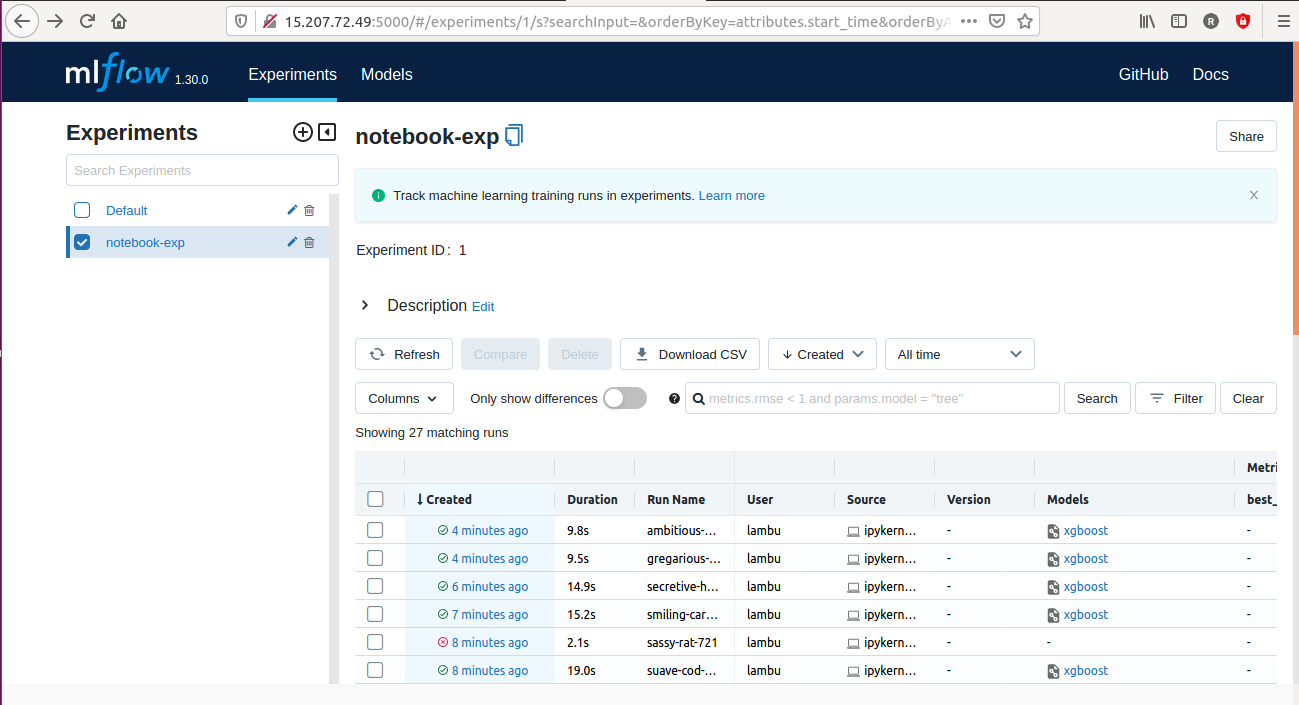 15.207.72.49:5000/#/experiments/1/s?searchInput=&orderByKey=attributes.start_time&orderByA
mlflow 1.30.0 Experiments Models GitHub Docs
Experiments
Search Experiments
Default
notebook-exp
notebook-exp
Share
Track machine learning training runs in experiments. Learn more
Experiment ID: 1
Description Edit
Refresh Compare Delete Download CSV Created All time
Columns Only show differences metrics.rmse < 1 and params.model = "tree" Search Filter Clear
Showing 27 matching runs
Metri
Created Duration Run Name User Source Version Models best_
4 minutes ago 9.8s ambitious-... lambu ipykern... - xgboost -
4 minutes ago 9.5s gregarious-... lambu ipykern... - xgboost -
6 minutes ago 14.9s secretive-h... lambu ipykern... - xgboost -
7 minutes ago 15.2s smiling-car... lambu ipykern... - xgboost -
8 minutes ago 2.1s sassy-rat-721 lambu ipykern... - - -
8 minutes ago 19.0s suave-cod-... lambu ipykern... - xgboost -